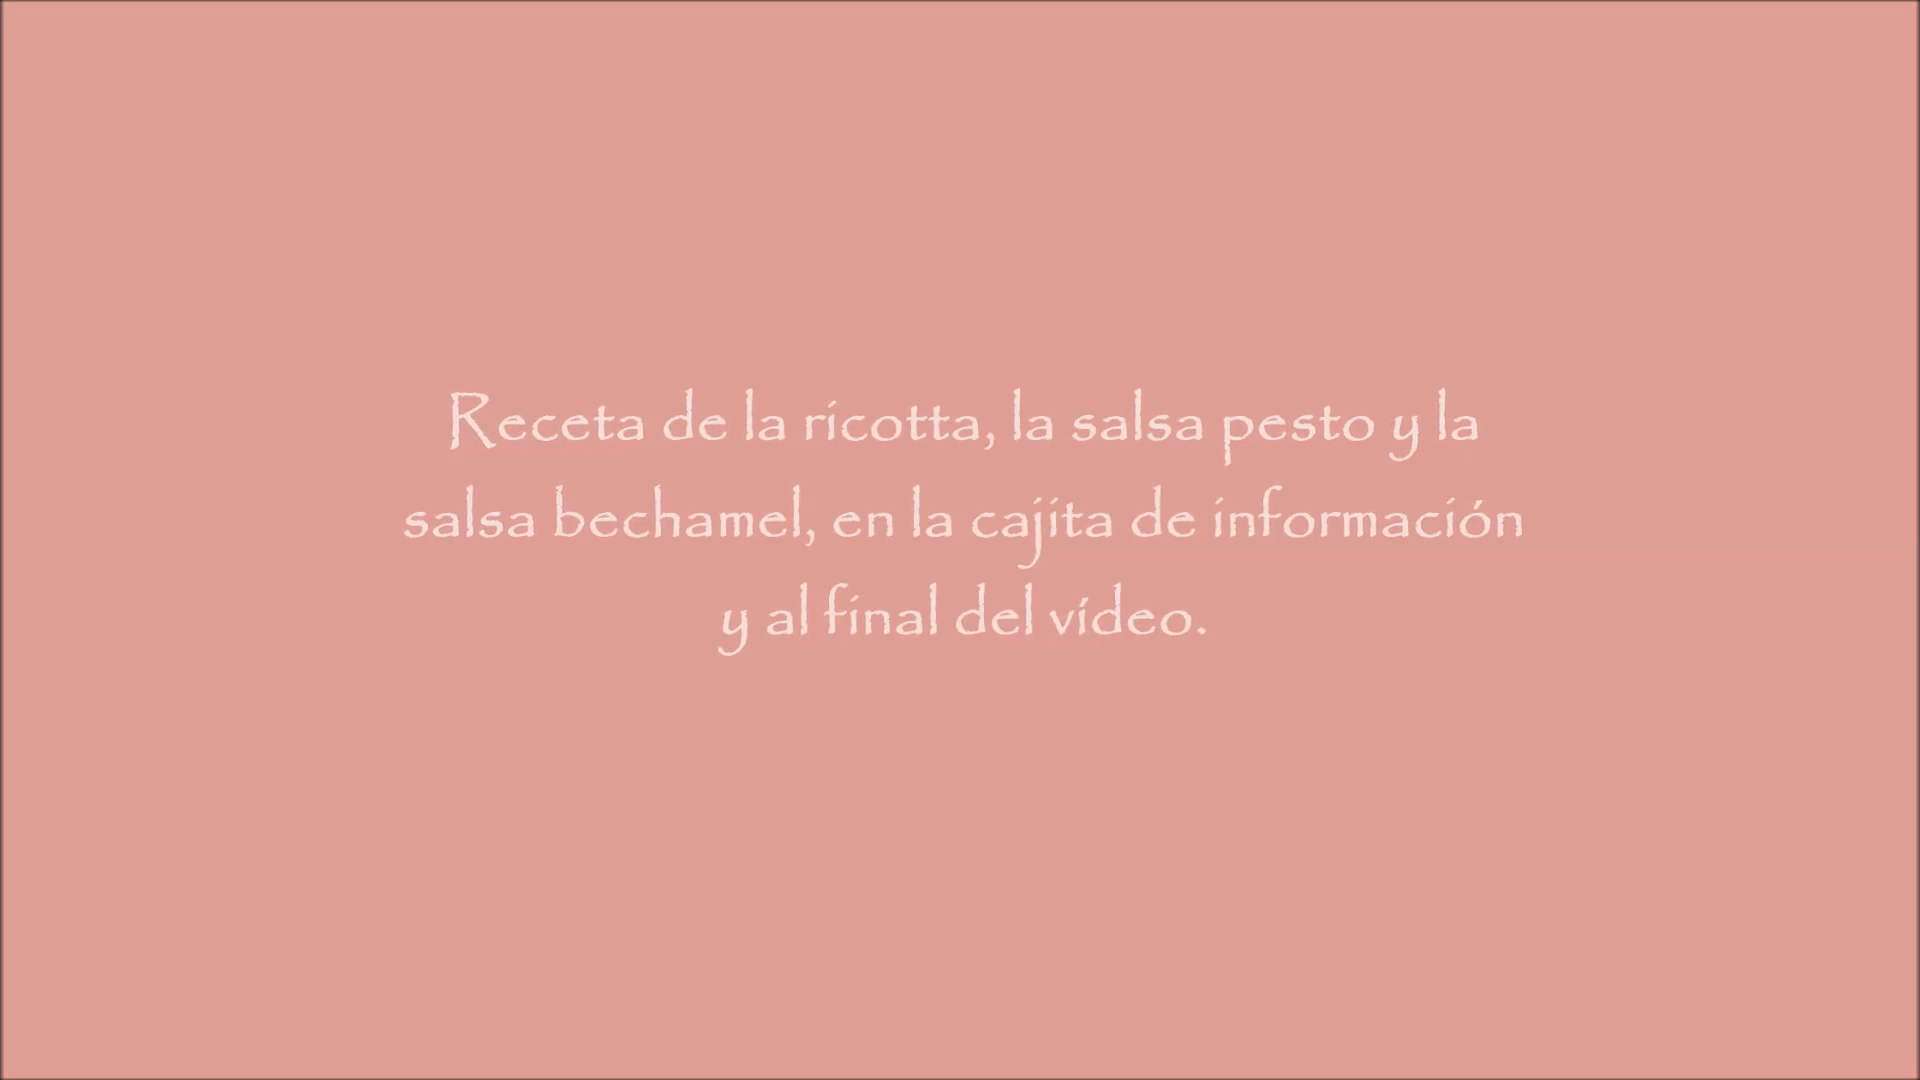 Receta de la ricotta, la salsa pesto y la
salsa bechamel, en la cajita de información
y al final del vídeo.